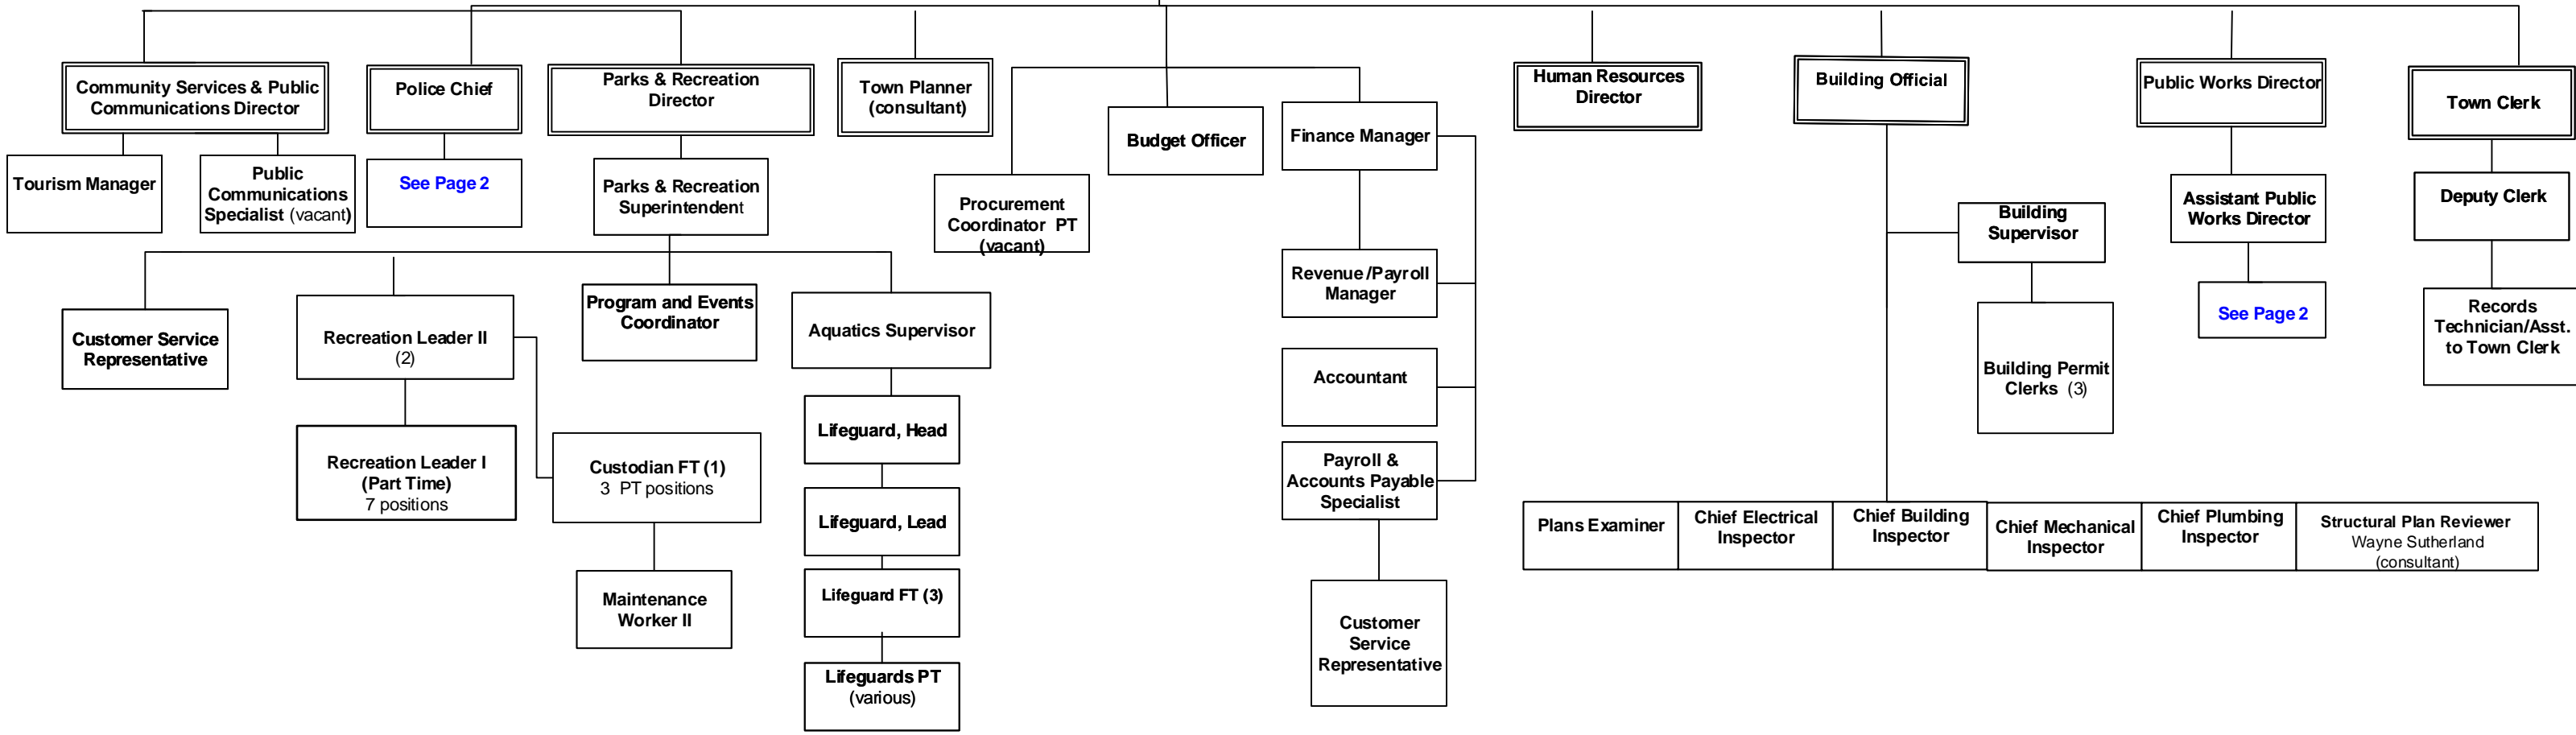 Community Services & Public
Communications Director
Police Chief
Parks & Recreation
Director
Town Planner
(consultant)
Human Resources
Director
Building Official
Public Works Director
Town Clerk
Tourism Manager
Public
Communications
Specialist (vacant)
See Page 2
Parks & Recreation
Superintendent
Procurement
Coordinator PT
(vacant)
Budget Officer
Finance Manager
Building
Supervisor
Assistant Public
Works Director
Deputy Clerk
Customer Service
Representative
Recreation Leader II
(2)
Program and Events
Coordinator
Aquatics Supervisor
Revenue/Payroll
Manager
Building Permit
Clerks (3)
See Page 2
Records
Technician/Asst.
to Town Clerk
Accountant
Recreation Leader I
(Part Time)
7 positions
Custodian FT (1)
3 PT positions
Lifeguard, Head
Payroll &
Accounts Payable
Specialist
Lifeguard, Lead
Plans Examiner
Chief Electrical
Inspector
Chief Building
Inspector
Chief Mechanical
Inspector
Chief Plumbing
Inspector
Structural Plan Reviewer
Wayne Sutherland
(consultant)
Maintenance
Worker II
Lifeguard FT (3)
Customer
Service
Representative
Lifeguards PT
(various)